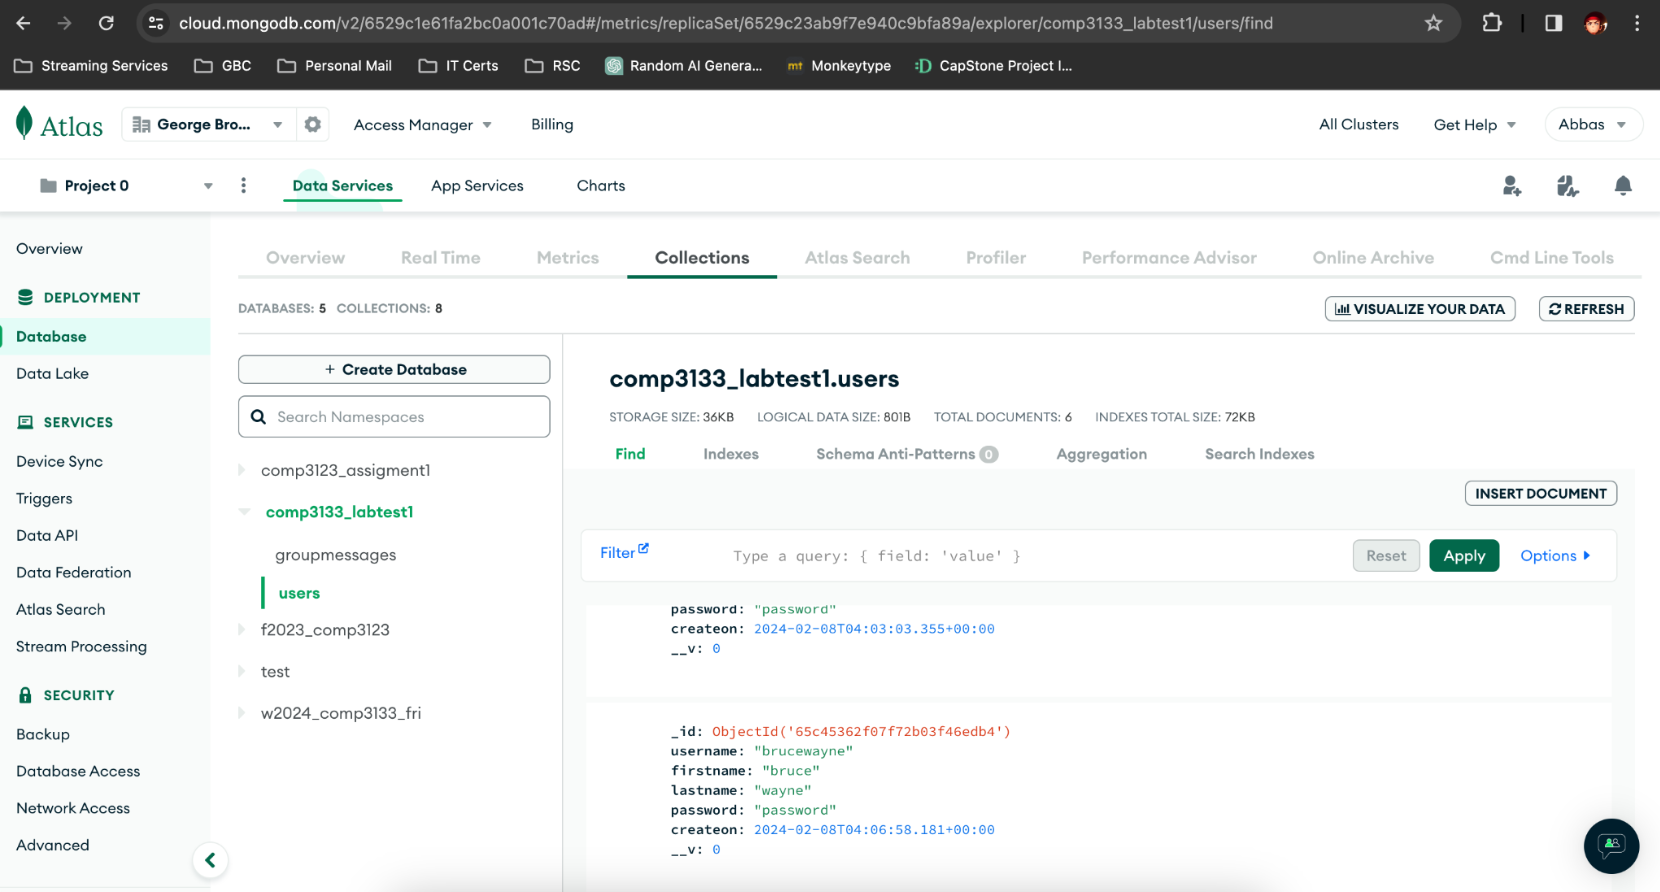 cloud.mongodb.com/v2/6529c1e61fa2bc0a001c70ad#/metrics/replicaSet/6529c23ab9f7e940c9bfa89a/explorer/comp3133_labtest1/users/find
Streaming Services GBC Personal Mail IT Certs RSC Random AI Genera... mt Monkeytype :D CapStone Project I...
Atlas George Bro... Access Manager Billing All Clusters Get Help Abbas
Project 0 Data Services App Services Charts
Overview
DEPLOYMENT
Database
Data Lake
SERVICES
Device Sync
Triggers
Data API
Data Federation
Atlas Search
Stream Processing
SECURITY
Backup
Database Access
Network Access
Advanced
Overview Real Time Metrics Collections Atlas Search Profiler Performance Advisor Online Archive Cmd Line Tools
DATABASES: 5 COLLECTIONS: 8 VISUALIZE YOUR DATA REFRESH
+ Create Database
Search Namespaces
comp3123_assigment1
comp3133_labtest1
groupmessages
users
f2023_comp3123
test
w2024_comp3133_fri
comp3133_labtest1.users
STORAGE SIZE: 36KB LOGICAL DATA SIZE: 801B TOTAL DOCUMENTS: 6 INDEXES TOTAL SIZE: 72KB
Find Indexes Schema Anti-Patterns 0 Aggregation Search Indexes
INSERT DOCUMENT
Filter Type a query: { field: 'value' } Reset Apply Options
password: "password"
createon: 2024-02-08T04:03:03.355+00:00
__v: 0
_id: ObjectId('65c45362f07f72b03f46edb4')
username: "brucewayne"
firstname: "bruce"
lastname: "wayne"
password: "password"
createon: 2024-02-08T04:06:58.181+00:00
__v: 0